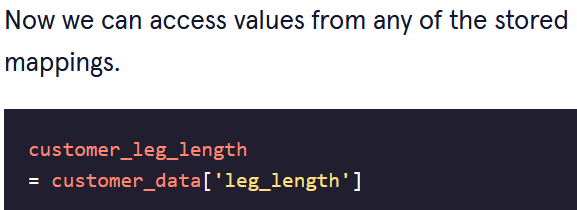 Now we can access values from any of the stored
mappings.
customer_leg_length
= customer_data['leg_length']